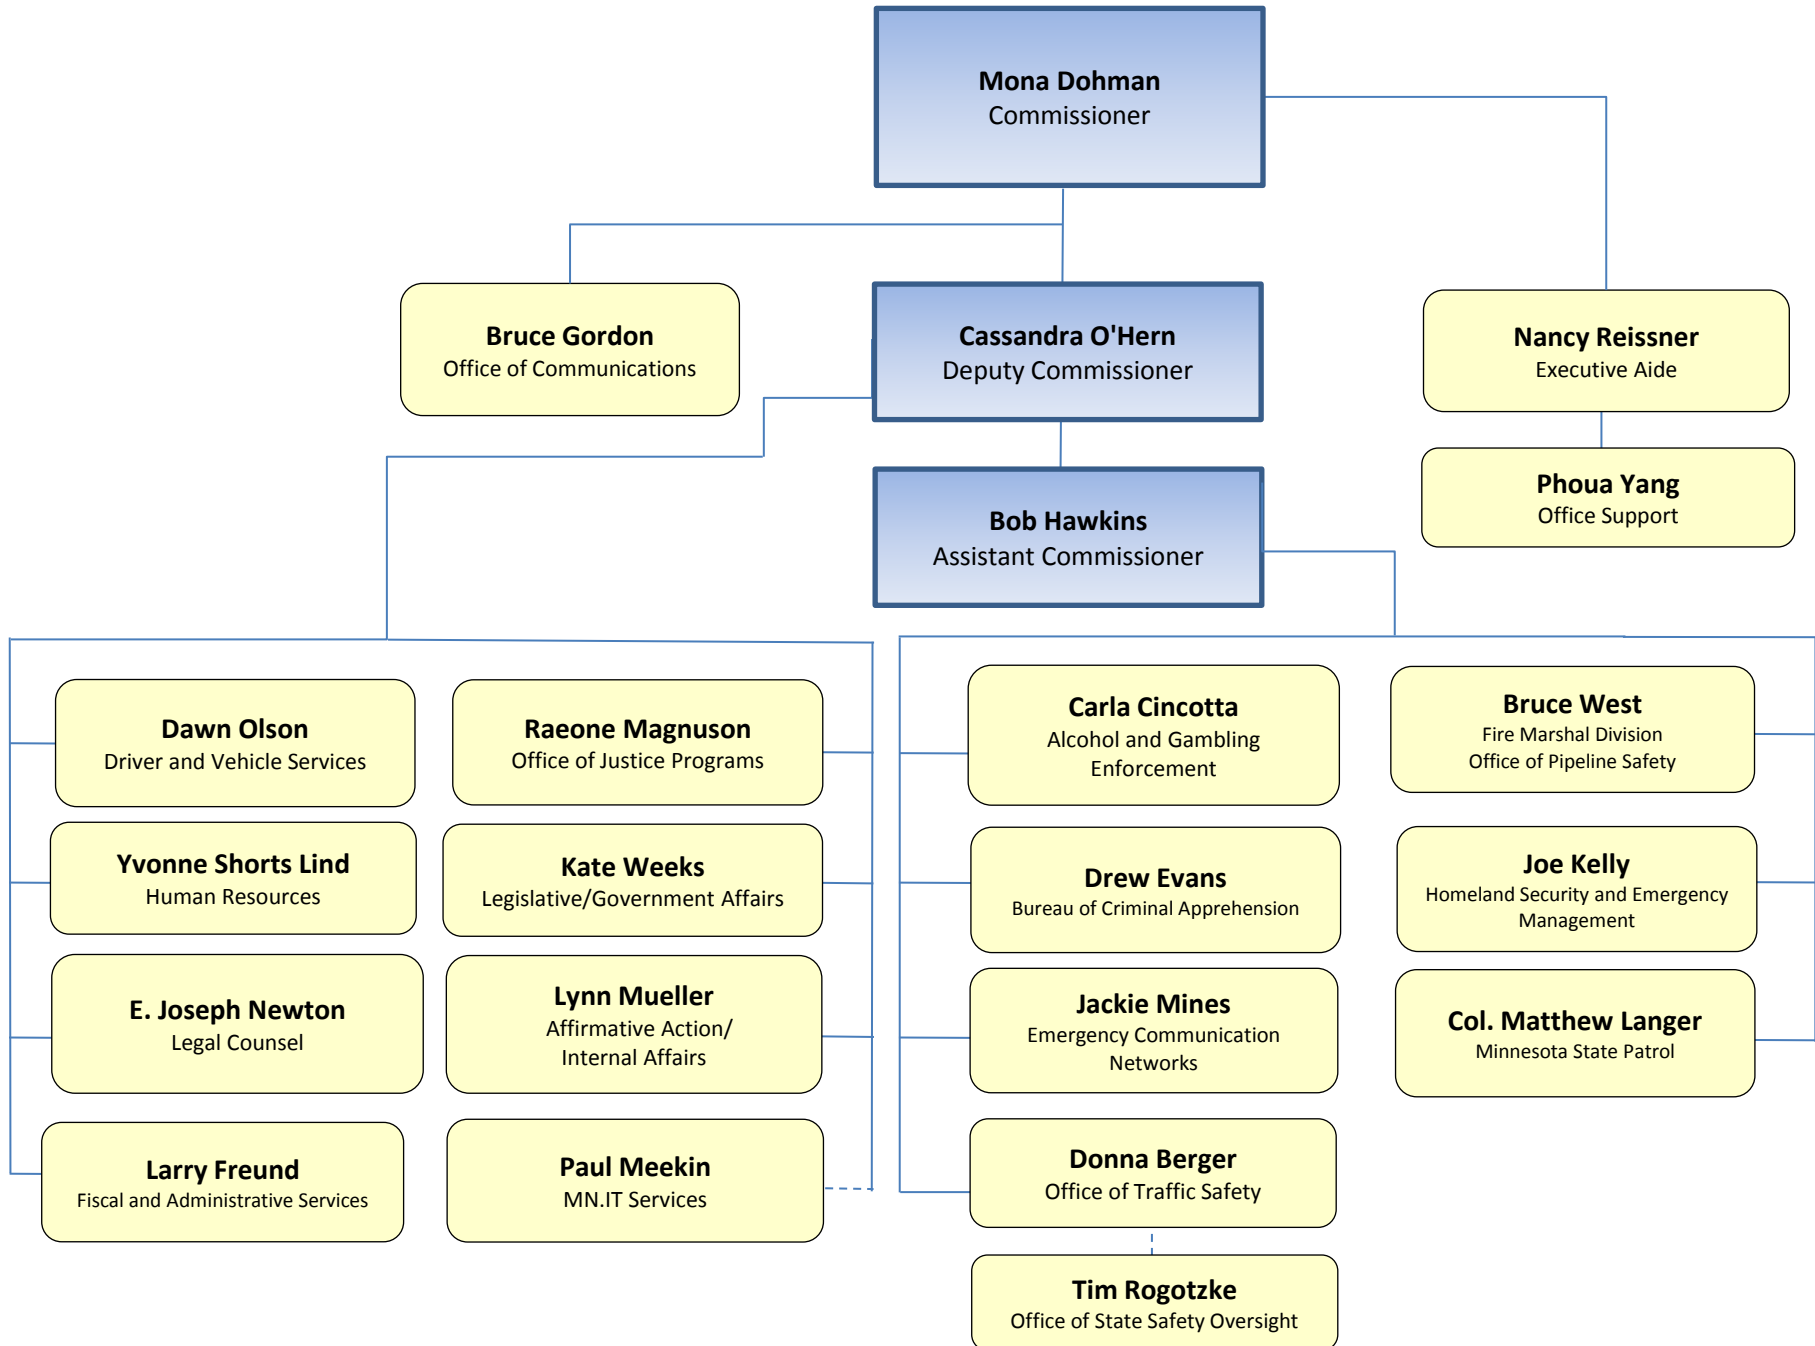 Mona Dohman
Commissioner
Bruce Gordon
Office of Communications
Cassandra O'Hern
Deputy Commissioner
Nancy Reissner
Executive Aide
Phoua Yang
Office Support
Bob Hawkins
Assistant Commissioner
Dawn Olson
Driver and Vehicle Services
Raeone Magnuson
Office of Justice Programs
Yvonne Shorts Lind
Human Resources
Kate Weeks
Legislative/Government Affairs
E. Joseph Newton
Legal Counsel
Lynn Mueller
Affirmative Action/
Internal Affairs
Larry Freund
Fiscal and Administrative Services
Paul Meekin
MN.IT Services
Carla Cincotta
Alcohol and Gambling
Enforcement
Bruce West
Fire Marshal Division
Office of Pipeline Safety
Drew Evans
Bureau of Criminal Apprehension
Joe Kelly
Homeland Security and Emergency
Management
Jackie Mines
Emergency Communication
Networks
Col. Matthew Langer
Minnesota State Patrol
Donna Berger
Office of Traffic Safety
Tim Rogotzke
Office of State Safety Oversight